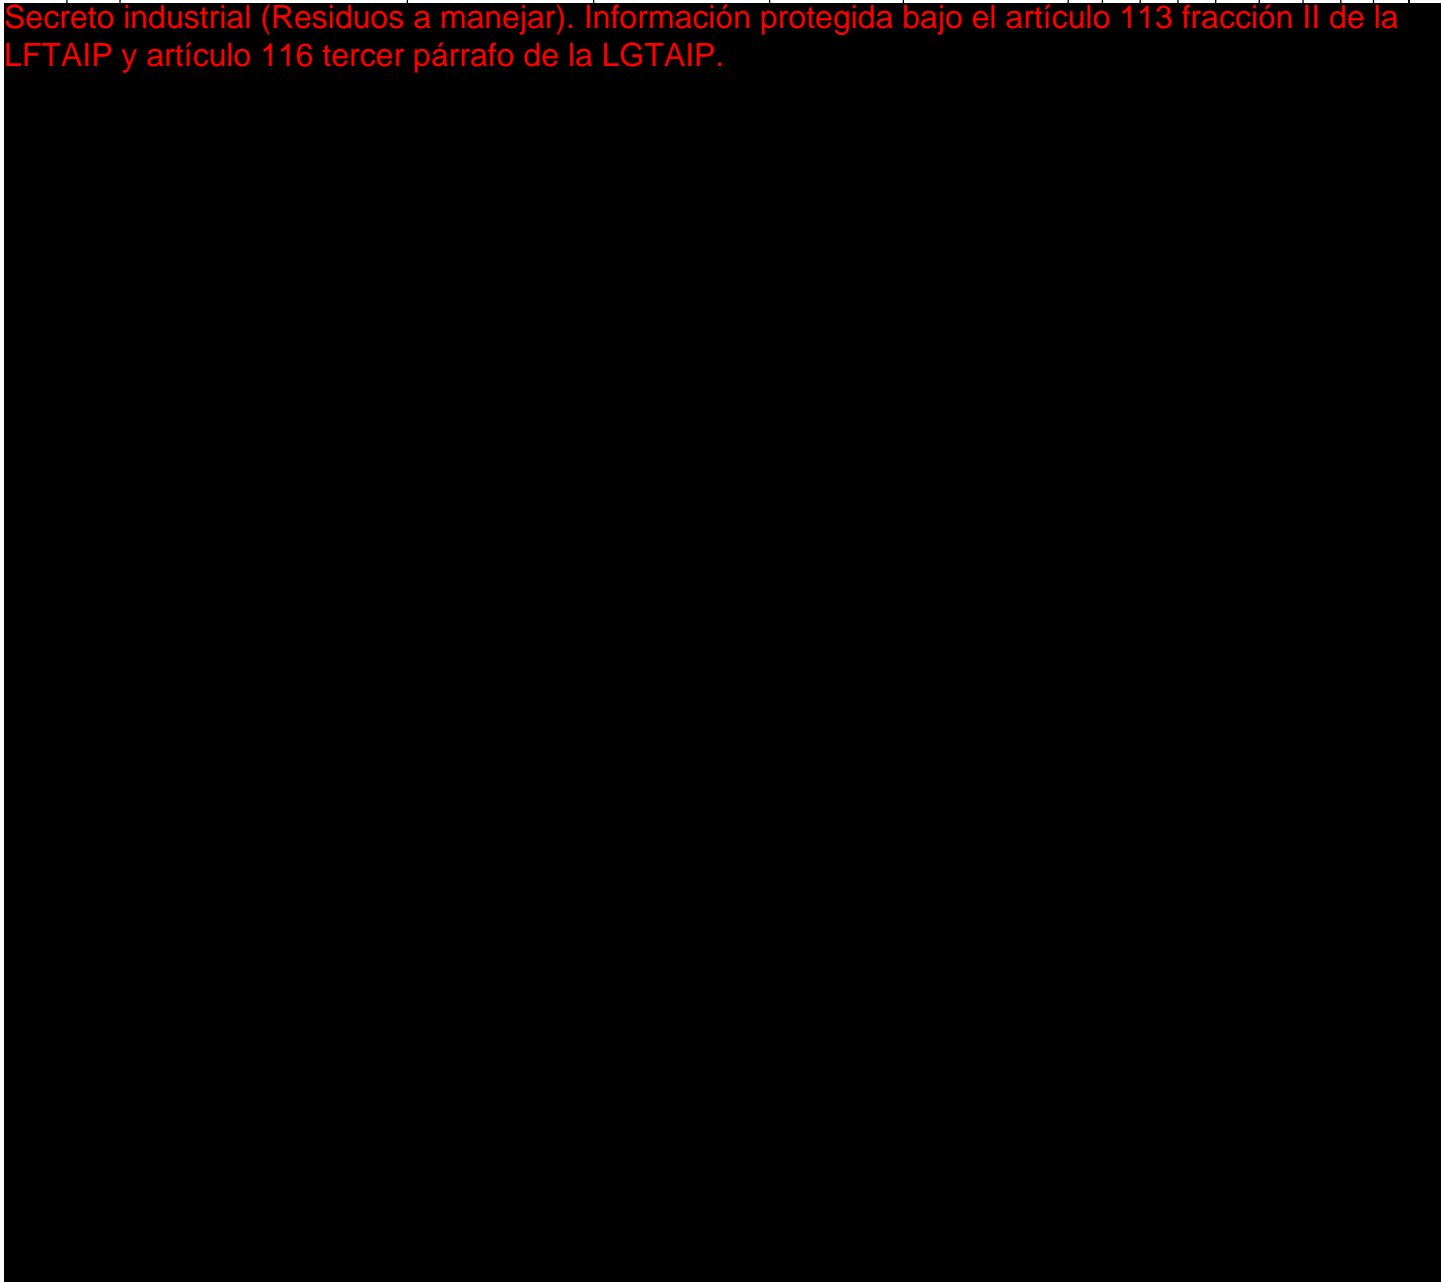 Secreto industrial (Residuos a manejar). Información protegida bajo el artículo 113 fracción II de la
LFTAIP y artículo 116 tercer párrafo de la LGTAIP.